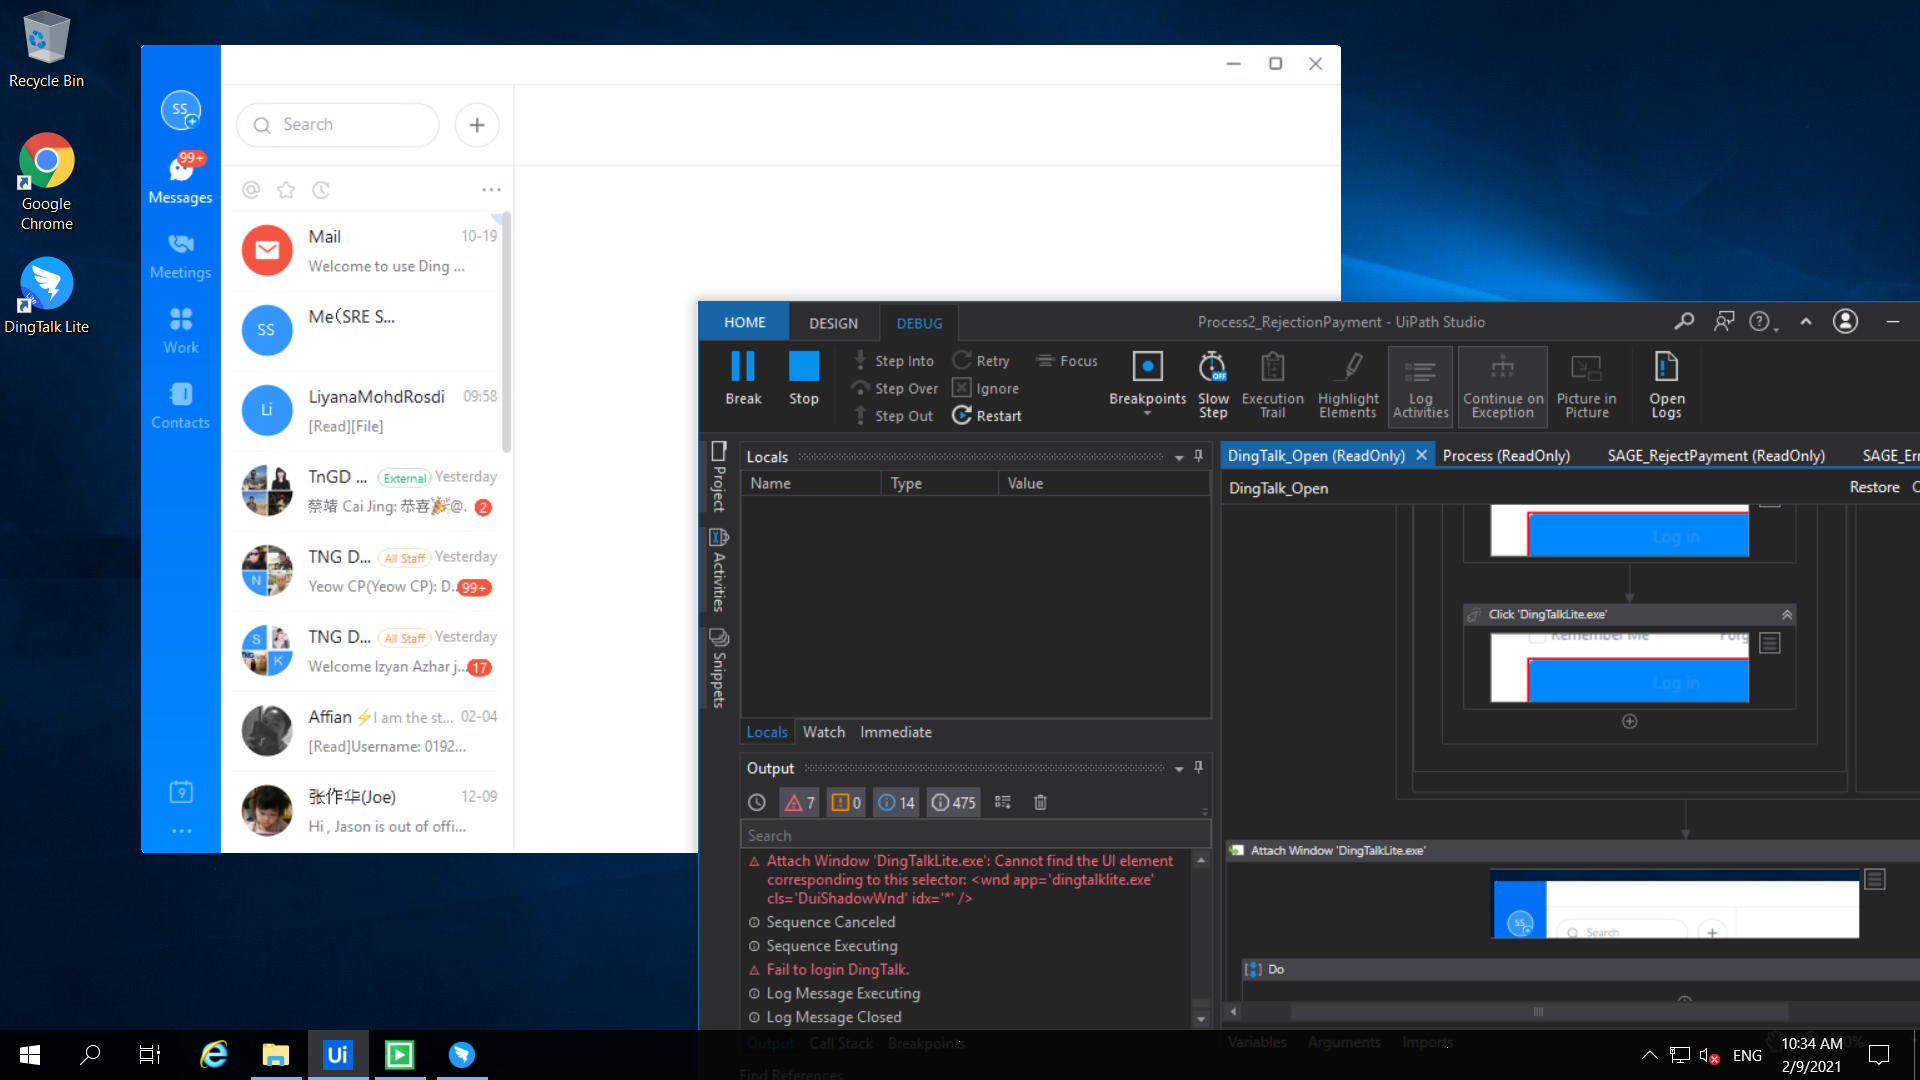 Recycle Bin
Google
Chrome
DingTalk Lite
SS
99+
Messages
Meetings
Work
Contacts
9
Search
Mail 10-19
Welcome to use Ding ...
SS
Me(SRE S...
Li
LiyanaMohdRosdi 09:58
[Read][File]
TnGD ... External Yesterday
蔡靖 Cai Jing: 恭喜🎉@. 2
N
TNG D... All Staff Yesterday
Yeow CP(Yeow CP): D.. 99+
S
K
TNG D... All Staff Yesterday
Welcome Izyan Azhar j... 17
Affian ⚡I am the st... 02-04
[Read]Username: 0192...
张作华(Joe) 12-09
Hi , Jason is out of offi...
HOME DESIGN DEBUG Process2_RejectionPayment - UiPath Studio
Break
Stop
Step Into
Step Over
Step Out
Retry
Ignore
Restart
Focus
Breakpoints
OFF
Slow
Step
Execution
Trail
Highlight
Elements
Log
Activities
Continue on
Exception
Picture in
Picture
Open
Logs
Project
Activities
Snippets
Locals
Name Type Value
Locals Watch Immediate
Output
7 0 14 475
Search
Attach Window 'DingTalkLite.exe': Cannot find the UI element
corresponding to this selector: <wnd app='dingtalklite.exe'
cls='DuiShadowWnd' idx='*' />
Sequence Canceled
Sequence Executing
Fail to login DingTalk.
Log Message Executing
Log Message Closed
Output Call Stack Breakpoints
Find References
DingTalk_Open (ReadOnly) Process (ReadOnly) SAGE_RejectPayment (ReadOnly) SAGE_Err
DingTalk_Open Restore
Log in
Click 'DingTalkLite.exe'
Remember Me Forg
Log in
Attach Window 'DingTalkLite.exe'
SS
Search
Do
Variables Arguments Imports
Ui
ENG
10:34 AM
2/9/2021